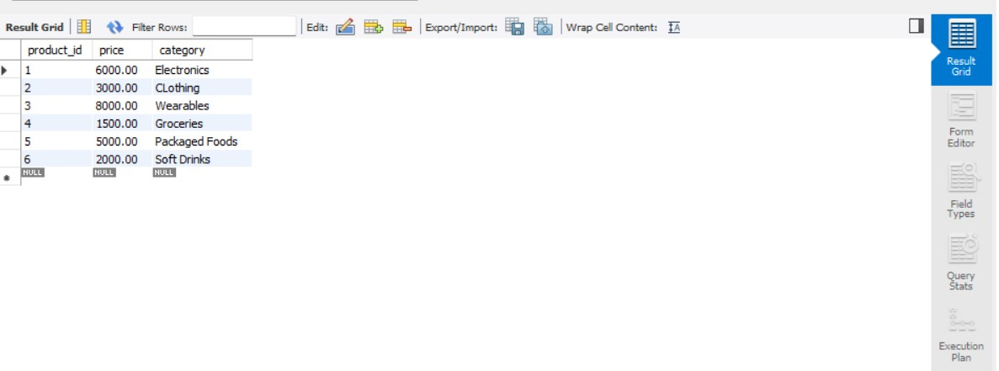 Result Grid Filter Rows: Edit: Export/Import: Wrap Cell Content: IA
product_id price category
1 6000.00 Electronics
2 3000.00 CLothing
3 8000.00 Wearables
4 1500.00 Groceries
5 5000.00 Packaged Foods
6 2000.00 Soft Drinks
NULL NULL NULL
Result
Grid
Form
Editor
Field
Types
Query
Stats
Execution
Plan